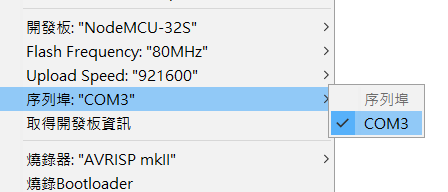 開發板: "NodeMCU-32S"
Flash Frequency: "80MHz"
Upload Speed: "921600"
序列埠: "COM3"
序列埠
COM3
取得開發板資訊
燒錄器: "AVRISP mkII"
燒錄Bootloader